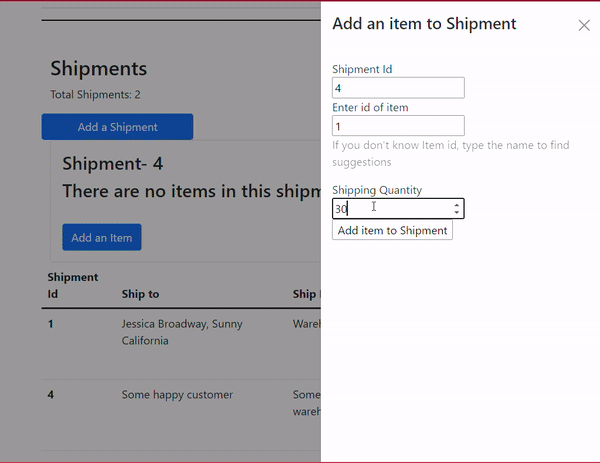 Shipments
Total Shipments: 2
Add a Shipment
Shipment- 4
There are no items in this
Add an Item
Shipment Id
Ship to
Ship
1
Jessica Broadway, Sunny California
4
Some happy customer
Some
Add an item to Shipment
Shipment Id
4
Enter id of item
1
If you don't know Item id, type the name to find
suggestions
Shipping Quantity
30
Add item to Shipment